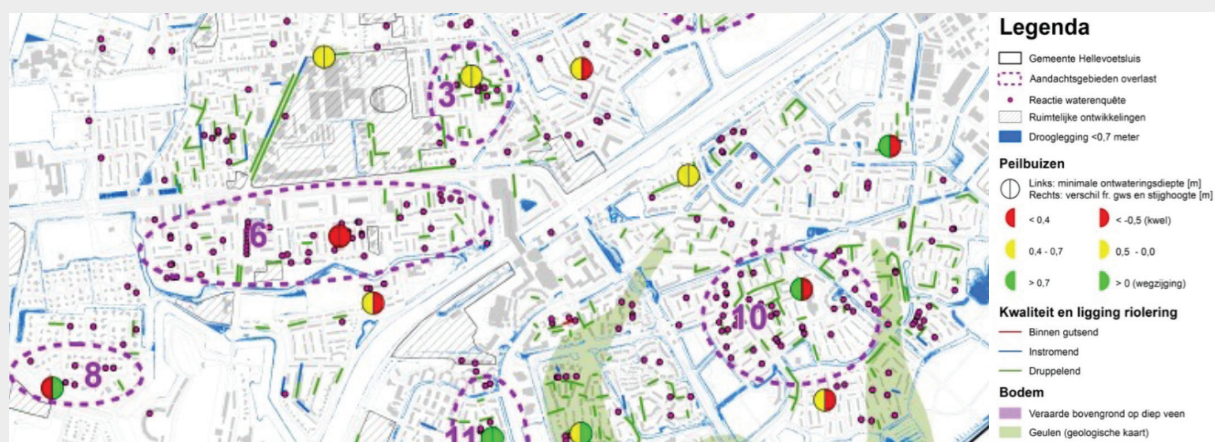 3
6
10
8
11
Legenda
Gemeente Hellevoetsluis
Aandachtsgebieden overlast
Reactie waterenquête
Ruimtelijke ontwikkelingen
Drooglegging <0,7 meter
Peilbuizen
Links: minimale ontwateringsdiepte [m]
Rechts: verschil fr. gws en stijghoogte [m]
< 0,4 < -0,5 (kwel)
0,4 - 0,7 0,5 - 0,0
> 0,7 > 0 (wegzijging)
Kwaliteit en ligging riolering
Binnen gutsend
Instromend
Druppelend
Bodem
Veraarde bovengrond op diep veen
Geulen (geologische kaart)